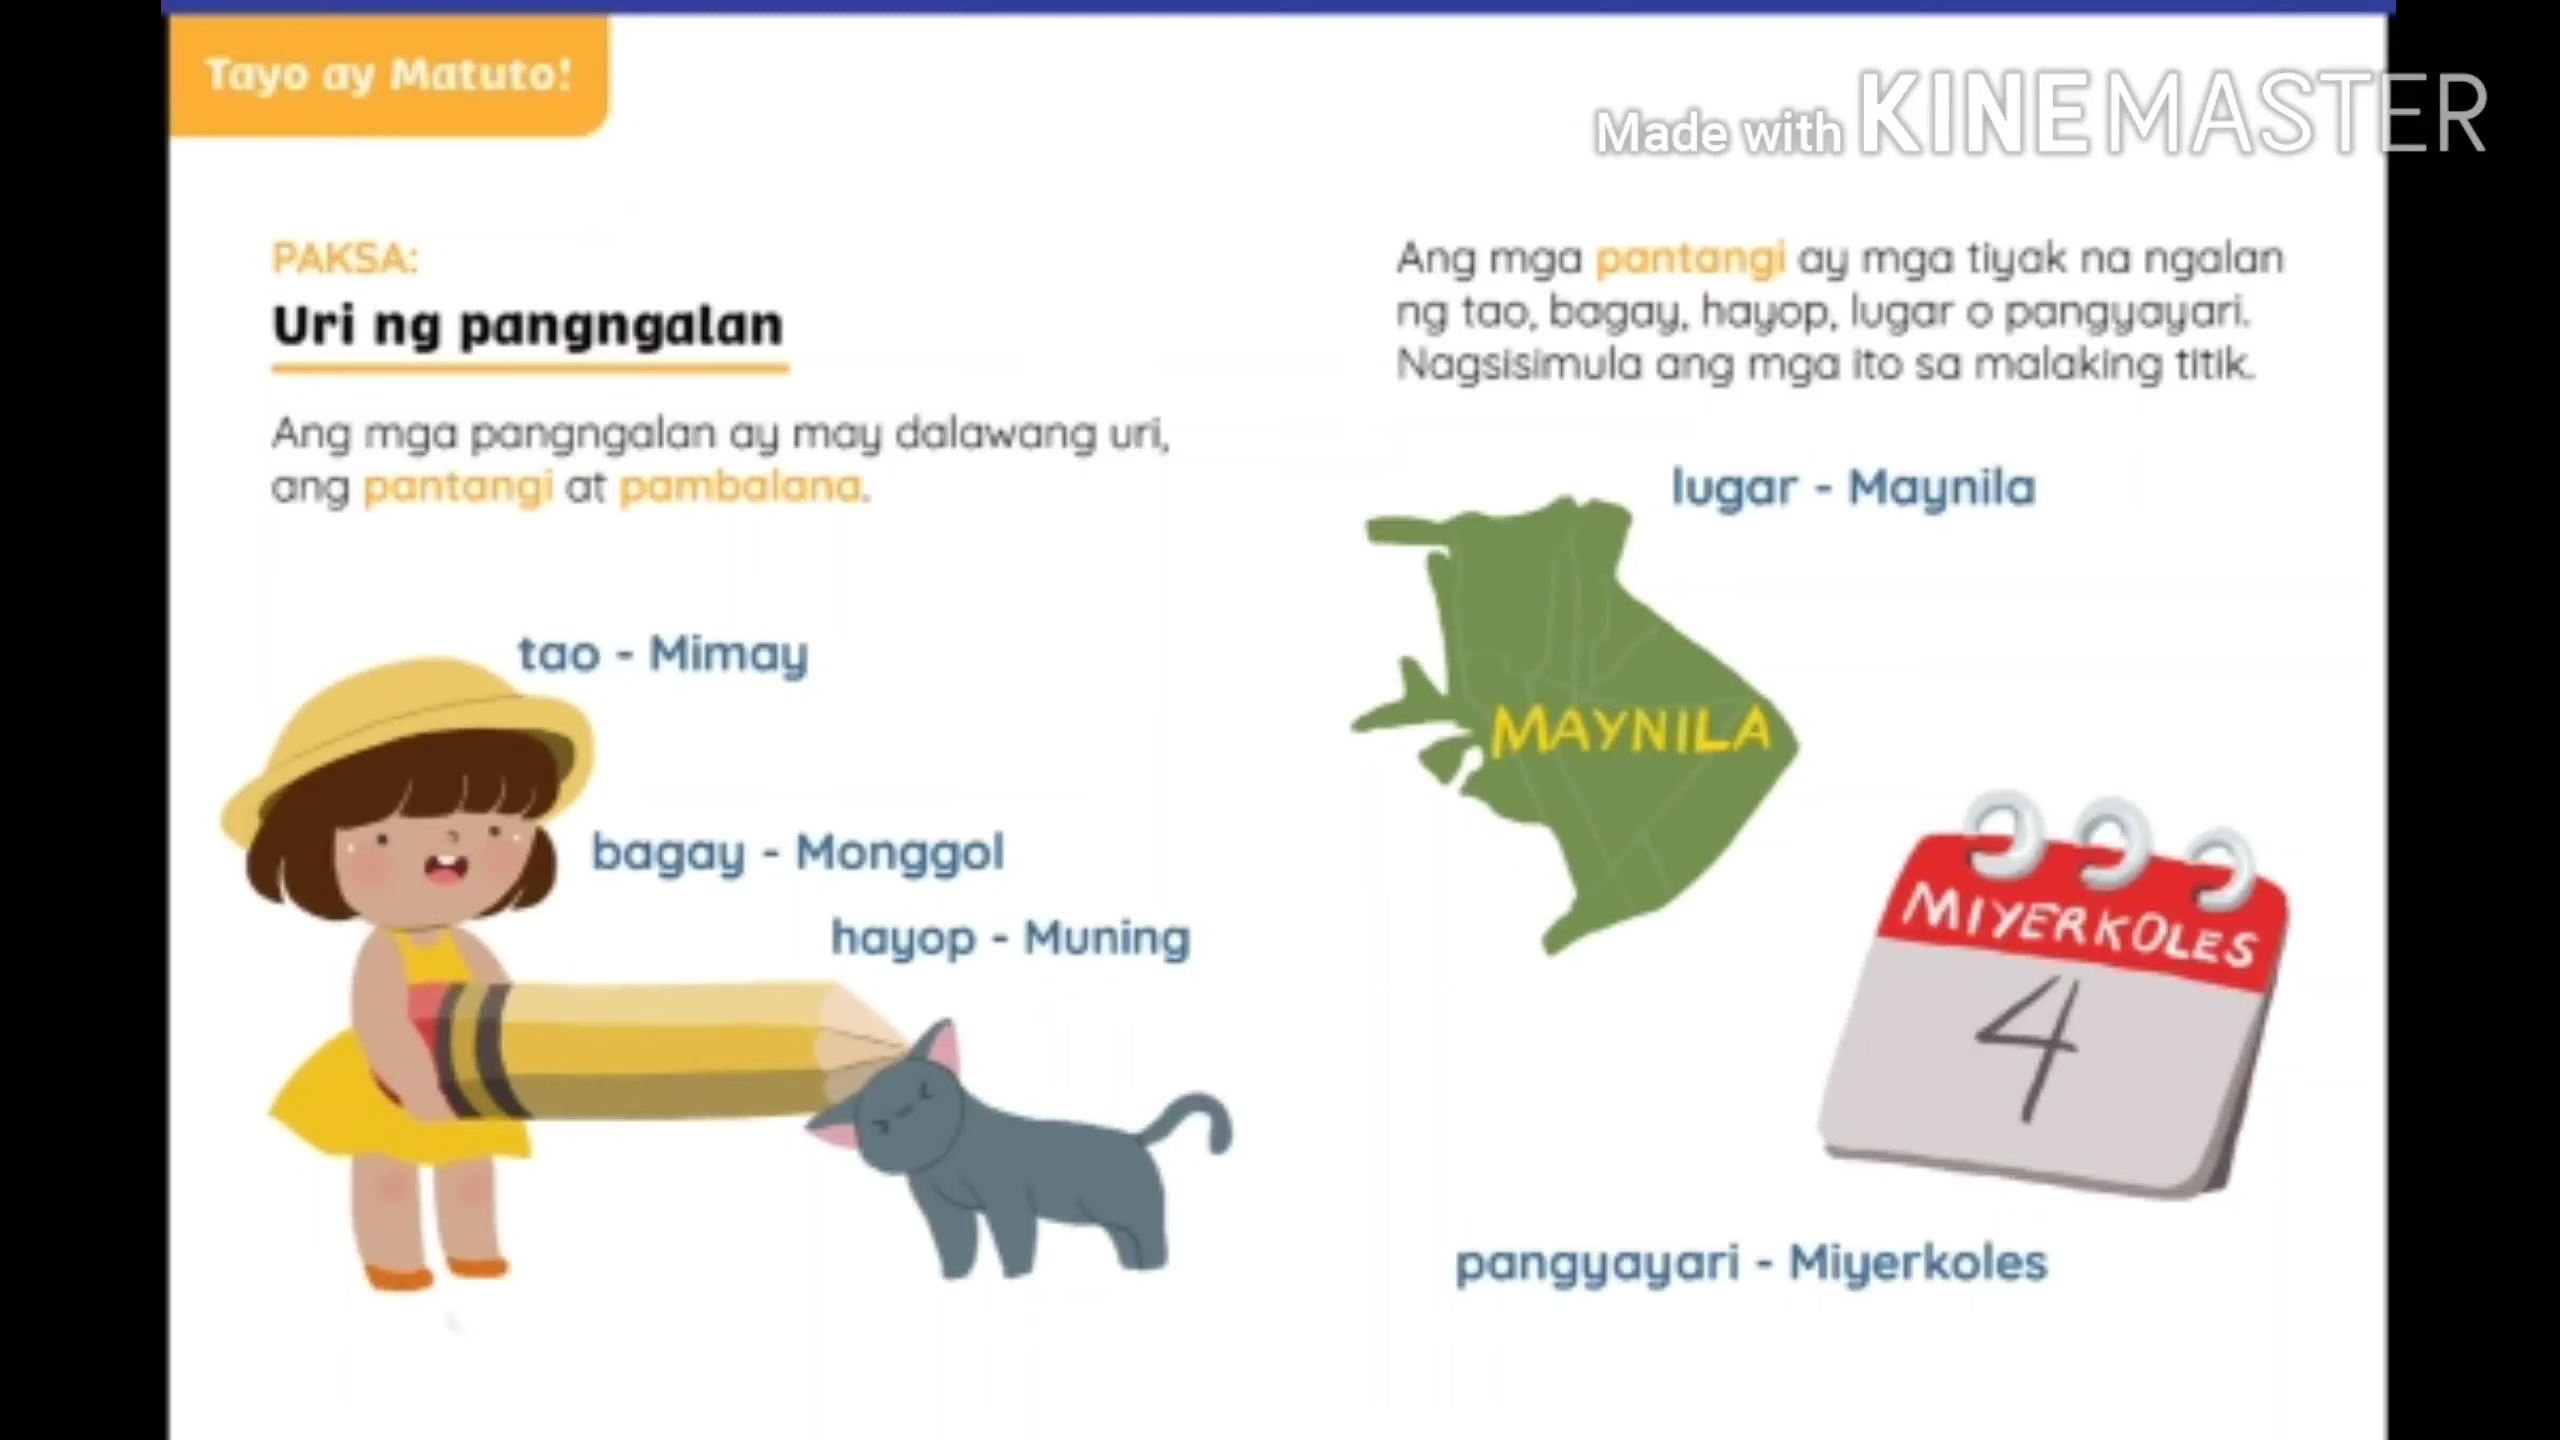 Tayo ay Matuto!
Made with KINEMASTER
PAKSA:
Uri ng pangngalan
Ang mga pangngalan ay may dalawang uri,
ang pantangi at pambalana.
tao - Mimay
bagay - Monggol
hayop - Muning
Ang mga pantangi ay mga tiyak na ngalan
ng tao, bagay, hayop, lugar o pangyayari.
Nagsisimula ang mga ito sa malaking titik.
lugar - Maynila
MAYNILA
MIYERKOLES
4
pangyayari - Miyerkoles